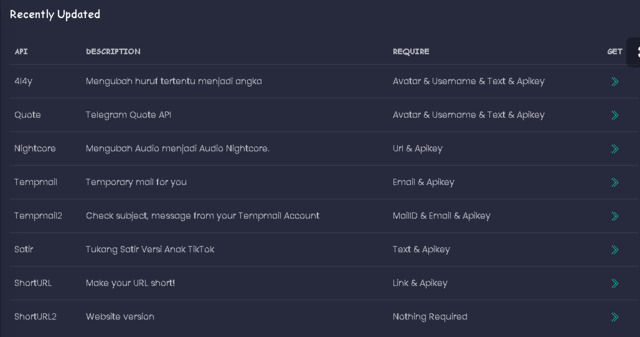 Recently Updated
API DESCRIPTION REQUIRE GET
4l4y Mengubah huruf tertentu menjadi angka Avatar & Username & Text & Apikey
Quote Telegram Quote API Avatar & Username & Text & Apikey
Nightcore Mengubah Audio menjadi Audio Nightcore. Url & Apikey
Tempmail Temporary mail for you Email & Apikey
Tempmail2 Check subject, message from your Tempmail Account MailID & Email & Apikey
Satir Tukang Satir Versi Anak TikTok Text & Apikey
ShortURL Make your URL short! Link & Apikey
ShortURL2 Website version Nothing Required